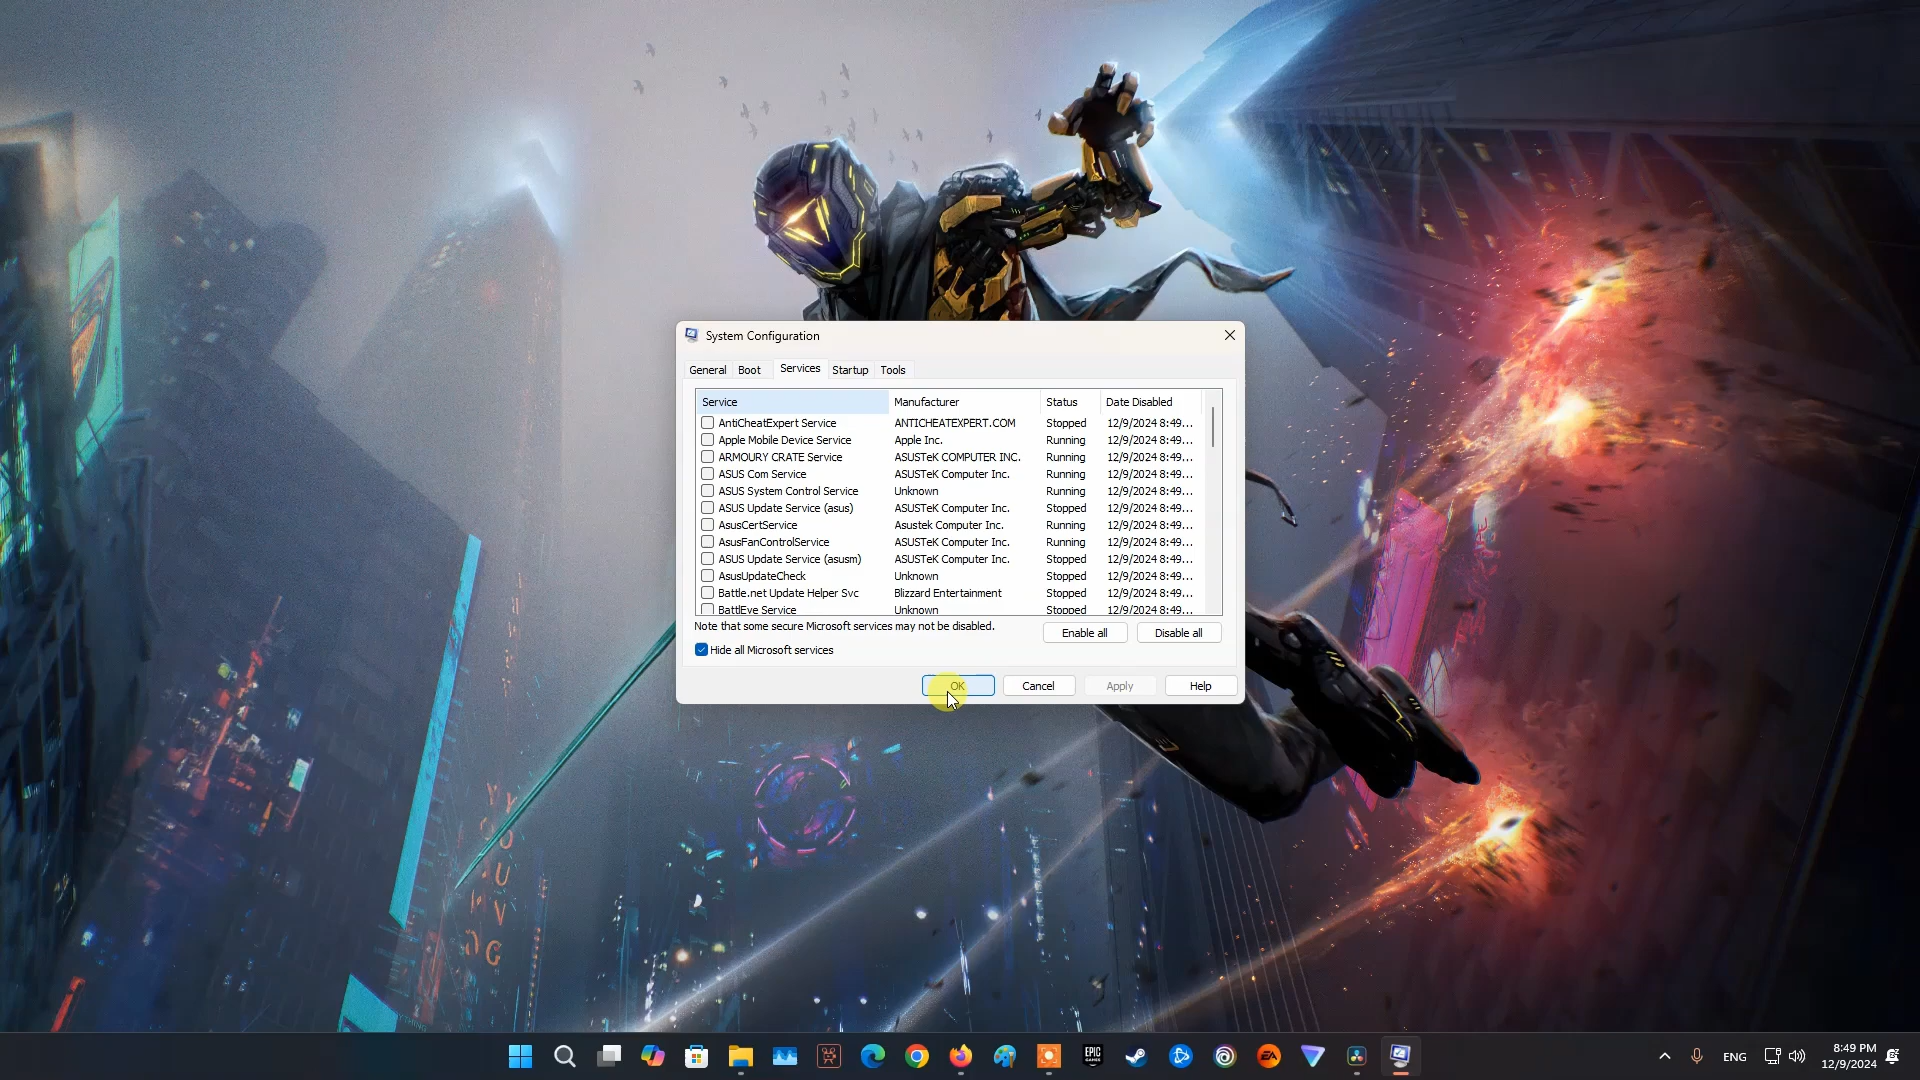 System Configuration
General Boot Services Startup Tools
Service Manufacturer Status Date Disabled
AntiCheatExpert Service ANTICHEATEXPERT.COM Stopped 12/9/2024 8:49...
Apple Mobile Device Service Apple Inc. Running 12/9/2024 8:49...
ARMOURY CRATE Service ASUSTeK COMPUTER INC. Running 12/9/2024 8:49...
ASUS Com Service ASUSTeK Computer Inc. Running 12/9/2024 8:49...
ASUS System Control Service Unknown Running 12/9/2024 8:49...
ASUS Update Service (asus) ASUSTeK Computer Inc. Stopped 12/9/2024 8:49...
AsusCertService Asustek Computer Inc. Running 12/9/2024 8:49...
AsusFanControlService ASUSTeK Computer Inc. Running 12/9/2024 8:49...
ASUS Update Service (asusm) ASUSTeK Computer Inc. Stopped 12/9/2024 8:49...
AsusUpdateCheck Unknown Stopped 12/9/2024 8:49...
Battle.net Update Helper Svc Blizzard Entertainment Stopped 12/9/2024 8:49...
BattlEye Service Unknown Stopped 12/9/2024 8:49...
Note that some secure Microsoft services may not be disabled.
Enable all Disable all
Hide all Microsoft services
OK Cancel Apply Help
EPIC GAMES
EA
ENG
8:49 PM
12/9/2024